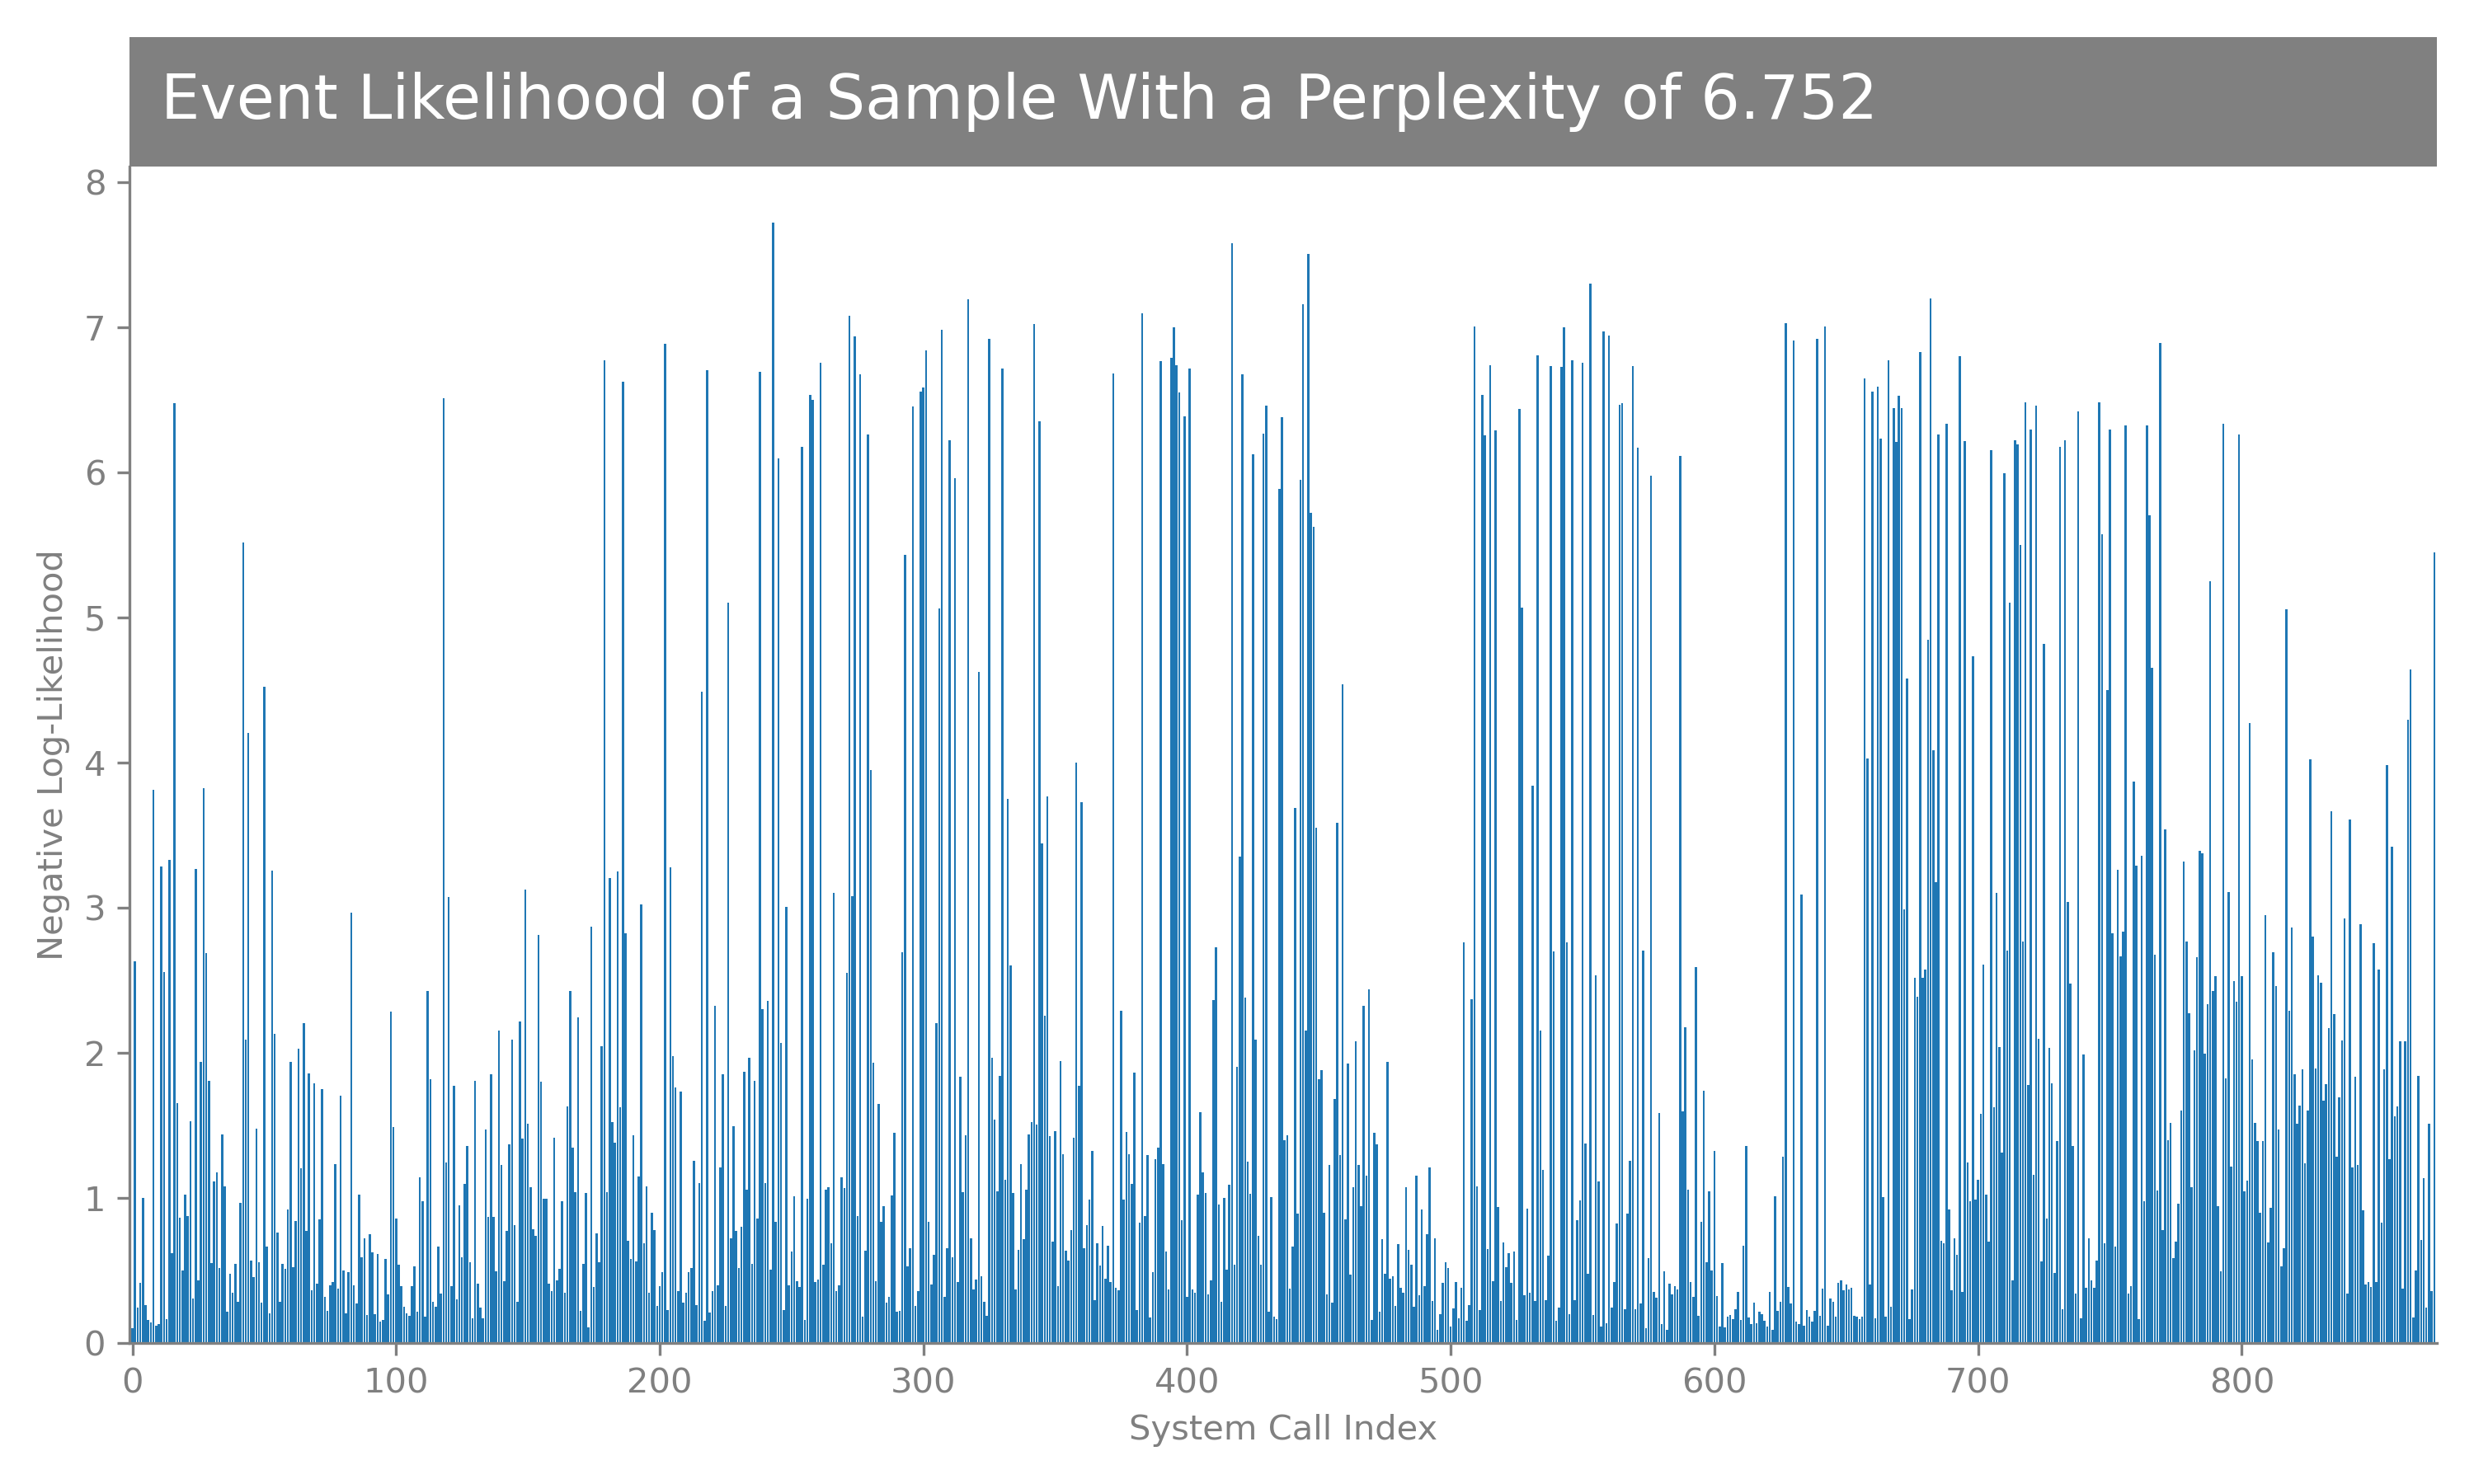 Event Likelihood of a Sample With a Perplexity of 6.752
8
7
6
5
4
3
2
1
0
Negative Log-Likelihood
0 100 200 300 400 500 600 700 800
System Call Index